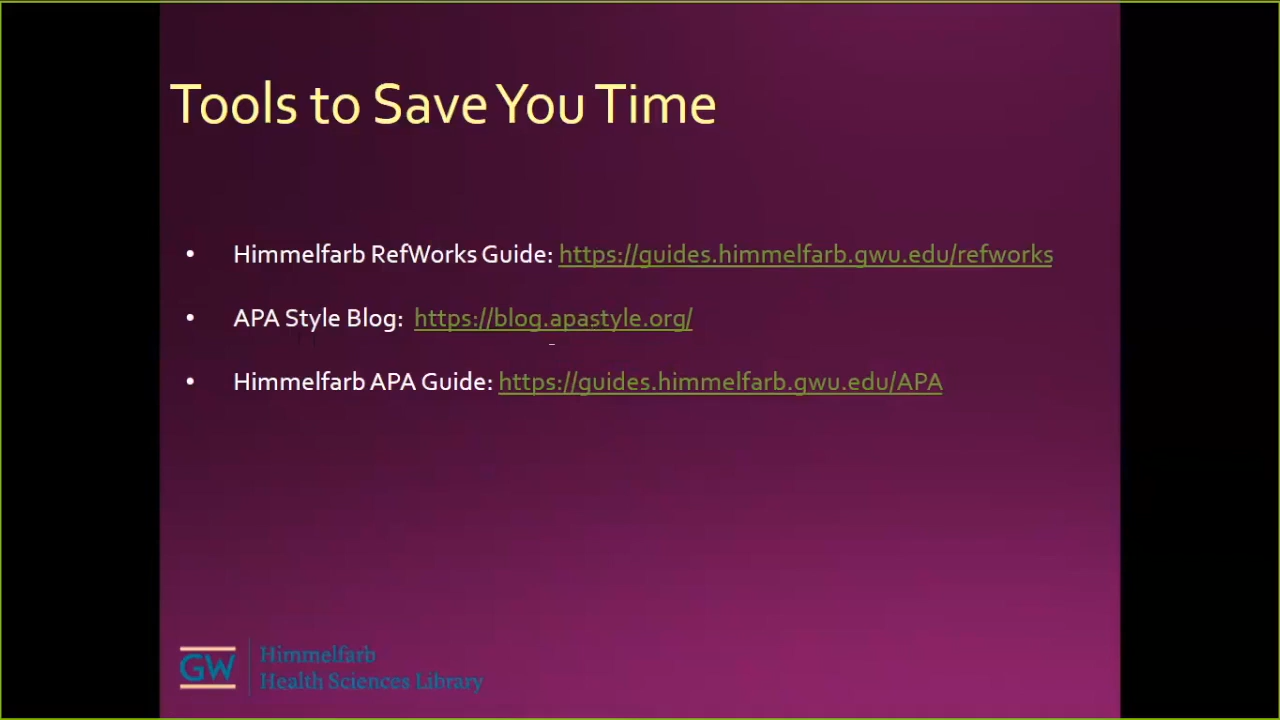 Tools to Save You Time
• Himmelfarb RefWorks Guide: https://guides.himmelfarb.gwu.edu/refworks
• APA Style Blog: https://blog.apastyle.org/
• Himmelfarb APA Guide: https://guides.himmelfarb.gwu.edu/APA
GW
Himmelfarb
Health Sciences Library